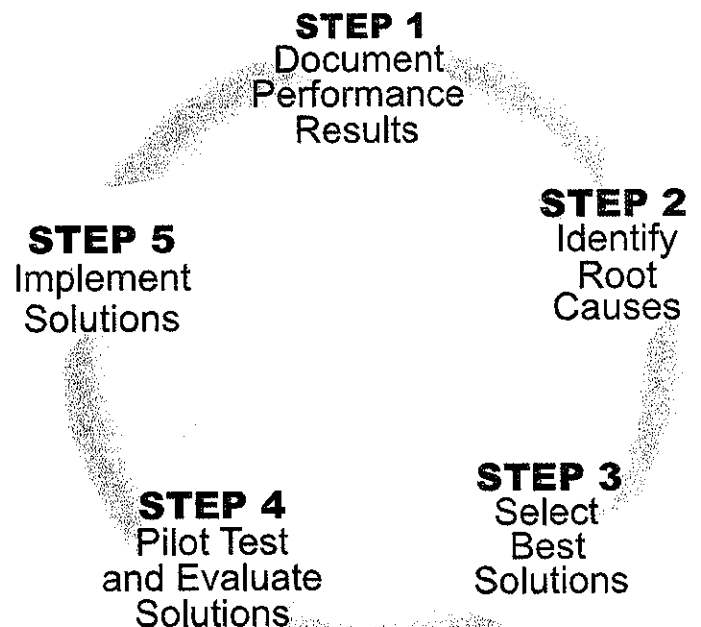 STEP 1
Document
Performance
Results
STEP 2
Identify
Root
Causes
STEP 3
Select
Best
Solutions
STEP 4
Pilot Test
and Evaluate
Solutions
STEP 5
Implement
Solutions